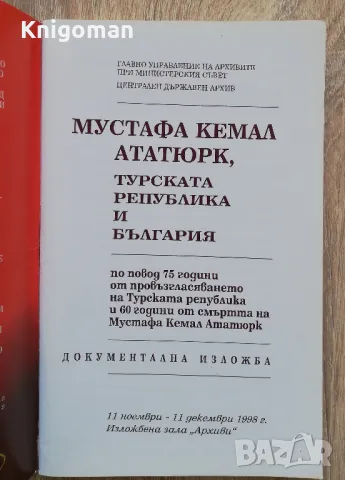 Knigoman
ГЛАВНО УПРАВЛЕНИЕ НА АРХИВИТЕ
ПРИ МИНИСТЕРСКИЯ СЪВЕТ
ЦЕНТРАЛЕН ДЪРЖАВЕН АРХИВ
МУСТАФА КЕМАЛ
АТАТЮРК,
ТУРСКАТА
РЕПУБЛИКА
И
БЪЛГАРИЯ
по повод 75 години
от провъзгласяването
на Турската република
и 60 години от смъртта на
Мустафа Кемал Ататюрк
ДОКУМЕНТАЛНА ИЗЛОЖБА
11 ноември - 11 декември 1998 г.
Изложбена зала „Архиви“
BAZAR